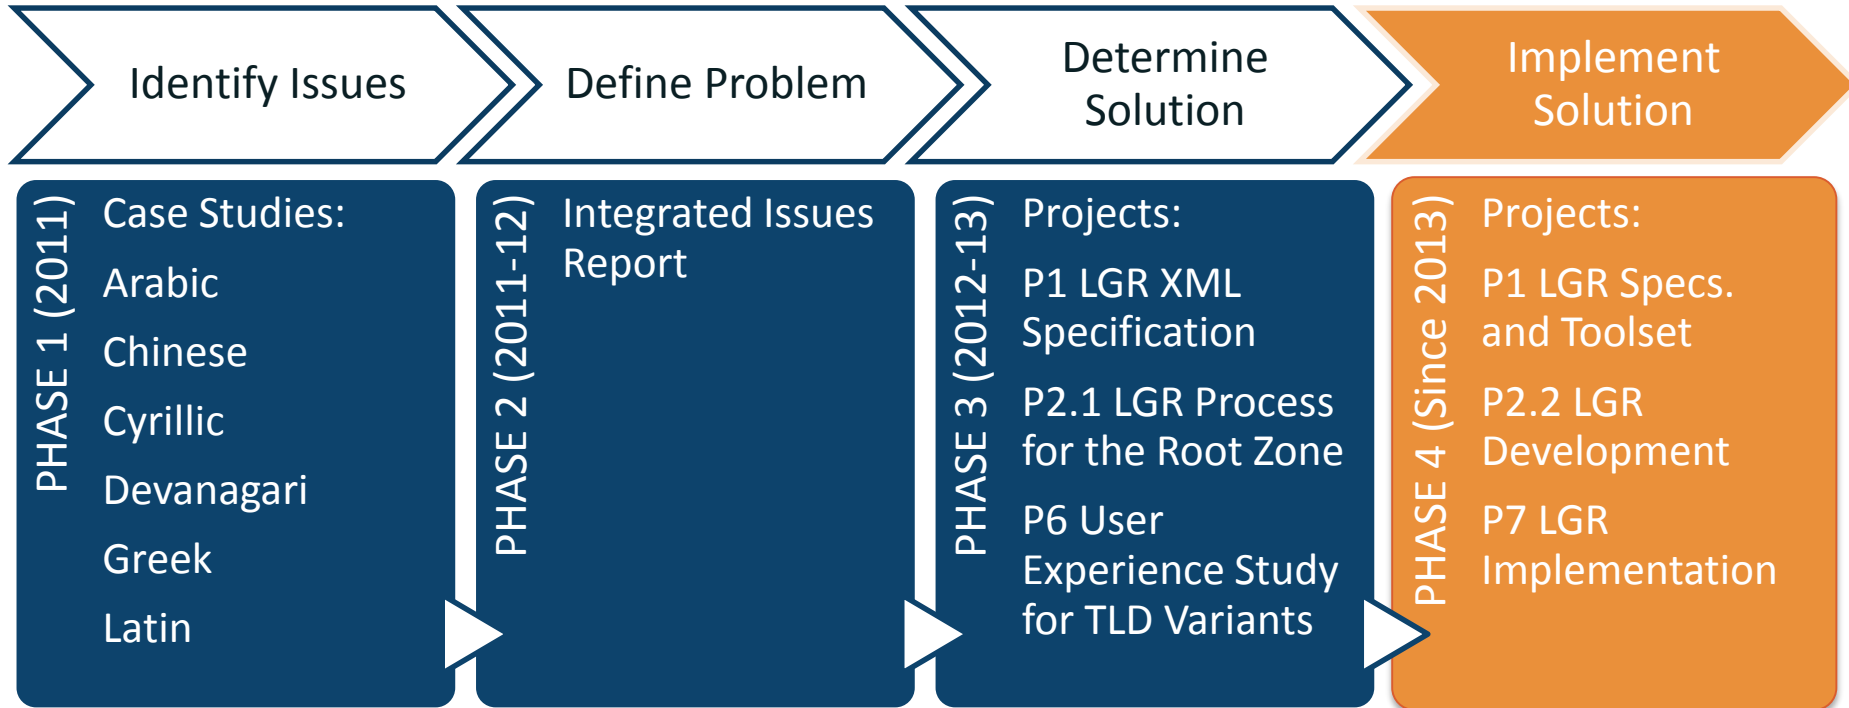 Identify Issues
Define Problem
Determine
Solution
Implement
Solution
PHASE 1 (2011)
Case Studies:
Arabic
Chinese
Cyrillic
Devanagari
Greek
Latin
PHASE 2 (2011-12)
Integrated Issues
Report
PHASE 3 (2012-13)
Projects:
P1 LGR XML
Specification
P2.1 LGR Process
for the Root Zone
P6 User
Experience Study
for TLD Variants
PHASE 4 (Since 2013)
Projects:
P1 LGR Specs.
and Toolset
P2.2 LGR
Development
P7 LGR
Implementation